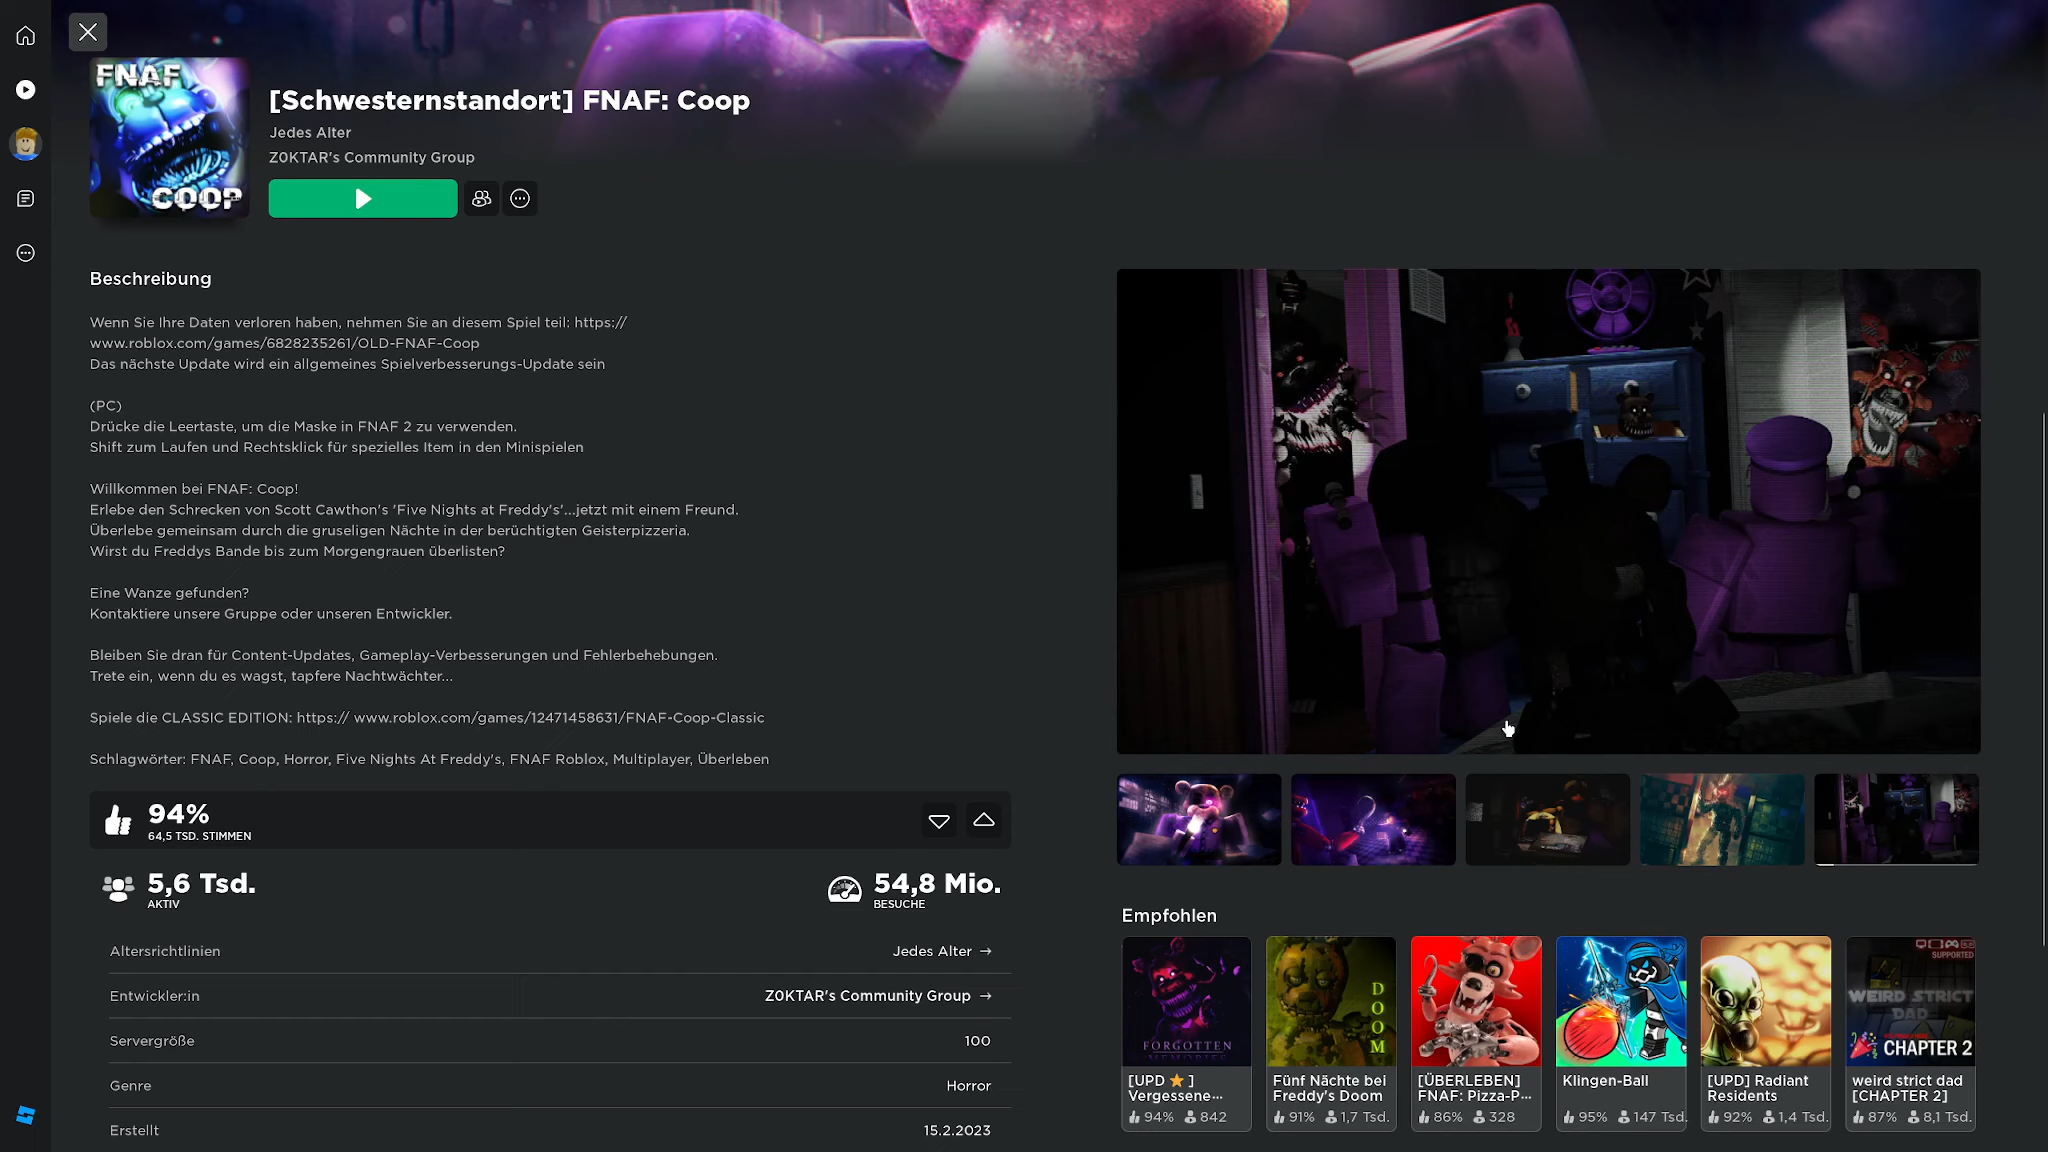 FNAF
COOP
[Schwesternstandort] FNAF: Coop
Jedes Alter
Z0KTAR's Community Group
Beschreibung
Wenn Sie Ihre Daten verloren haben, nehmen Sie an diesem Spiel teil: https://
www.roblox.com/games/6828235261/OLD-FNAF-Coop
Das nächste Update wird ein allgemeines Spielverbesserungs-Update sein
(PC)
Drücke die Leertaste, um die Maske in FNAF 2 zu verwenden.
Shift zum Laufen und Rechtsklick für spezielles Item in den Minispielen
Willkommen bei FNAF: Coop!
Erlebe den Schrecken von Scott Cawthon's 'Five Nights at Freddy's'...jetzt mit einem Freund.
Überlebe gemeinsam durch die gruseligen Nächte in der berüchtigten Geisterpizzeria.
Wirst du Freddys Bande bis zum Morgengrauen überlisten?
Eine Wanze gefunden?
Kontaktiere unsere Gruppe oder unseren Entwickler.
Bleiben Sie dran für Content-Updates, Gameplay-Verbesserungen und Fehlerbehebungen.
Trete ein, wenn du es wagst, tapfere Nachtwächter...
Spiele die CLASSIC EDITION: https:// www.roblox.com/games/12471458631/FNAF-Coop-Classic
Schlagwörter: FNAF, Coop, Horror, Five Nights At Freddy's, FNAF Roblox, Multiplayer, Überleben
94%
64,5 TSD. STIMMEN
5,6 Tsd.
AKTIV
54,8 Mio.
BESUCHE
Altersrichtlinien
Jedes Alter →
Entwickler:in
Z0KTAR's Community Group →
Servergröße
100
Genre
Horror
Erstellt
15.2.2023
Empfohlen
FORGOTTEN
MEMORIES
[UPD ⭐]
Vergessene...
94% 842
DOOM
Fünf Nächte bei
Freddy's Doom
91% 1,7 Tsd.
[ÜBERLEBEN]
FNAF: Pizza-P...
86% 328
Klingen-Ball
95% 147 Tsd.
[UPD] Radiant
Residents
92% 1,4 Tsd.
SUPPORTED
WEIRD STRICT
DAD
CHAPTER 2
weird strict dad
[CHAPTER 2]
87% 8,1 Tsd.